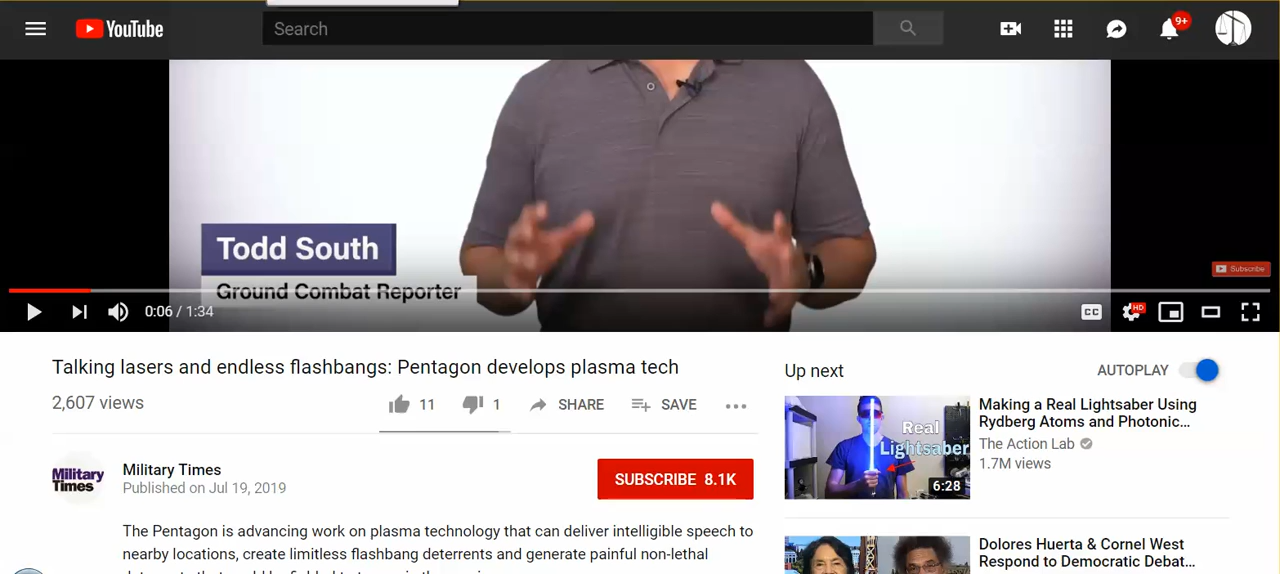 YouTube
Search
9+
Todd South
Ground Combat Reporter
Subscribe
0:06 / 1:34
CC
HD
Talking lasers and endless flashbangs: Pentagon develops plasma tech
2,607 views
11
1
SHARE
SAVE
Military Times
Military Times
Published on Jul 19, 2019
SUBSCRIBE 8.1K
The Pentagon is advancing work on plasma technology that can deliver intelligible speech to
nearby locations, create limitless flashbang deterrents and generate painful non-lethal
Up next
AUTOPLAY
Real
Lightsaber
6:28
Making a Real Lightsaber Using
Rydberg Atoms and Photonic...
The Action Lab
1.7M views
Dolores Huerta & Cornel West
Respond to Democratic Debat...